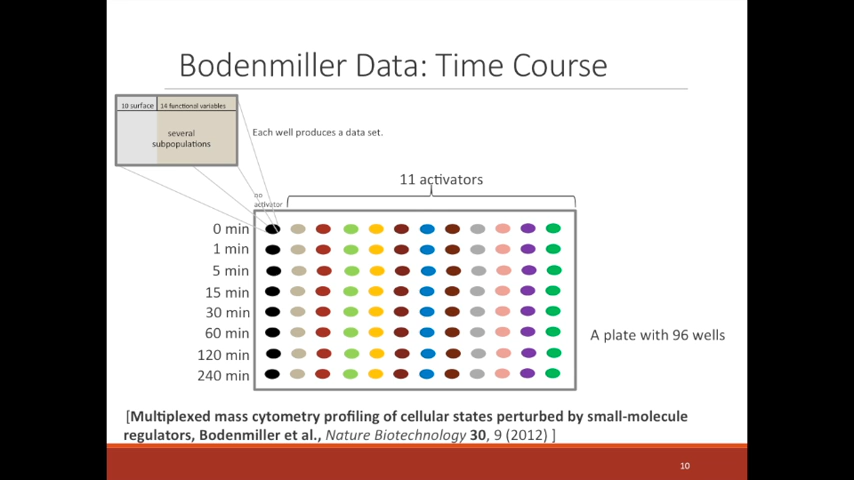 Bodenmiller Data: Time Course
10 surface 14 functional variables
several
subpopulations
Each well produces a data set.
11 activators
no
activator
0 min
1 min
5 min
15 min
30 min
60 min
120 min
240 min
A plate with 96 wells
[Multiplexed mass cytometry profiling of cellular states perturbed by small-molecule
regulators, Bodenmiller et al., Nature Biotechnology 30, 9 (2012) ]
10